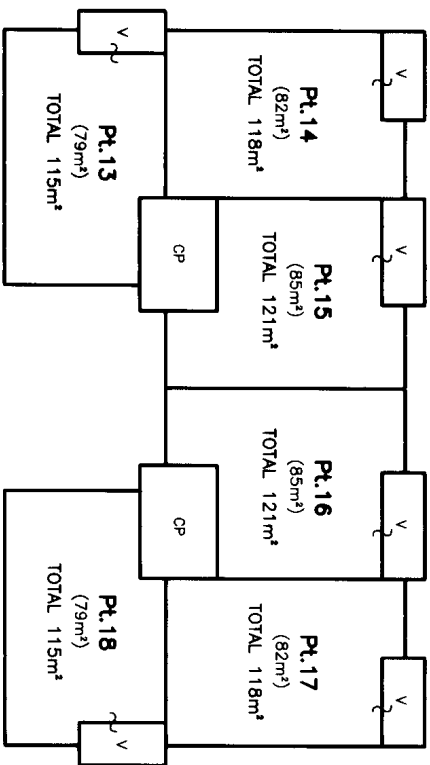 V
V
V
V
Pt.14
(82m²)
TOTAL 118m²
Pt.15
(85m²)
TOTAL 121m²
Pt.16
(85m²)
TOTAL 121m²
Pt.17
(82m²)
TOTAL 118m²
CP
CP
V
Pt.13
(79m²)
TOTAL 115m²
Pt.18
(79m²)
TOTAL 115m²
V